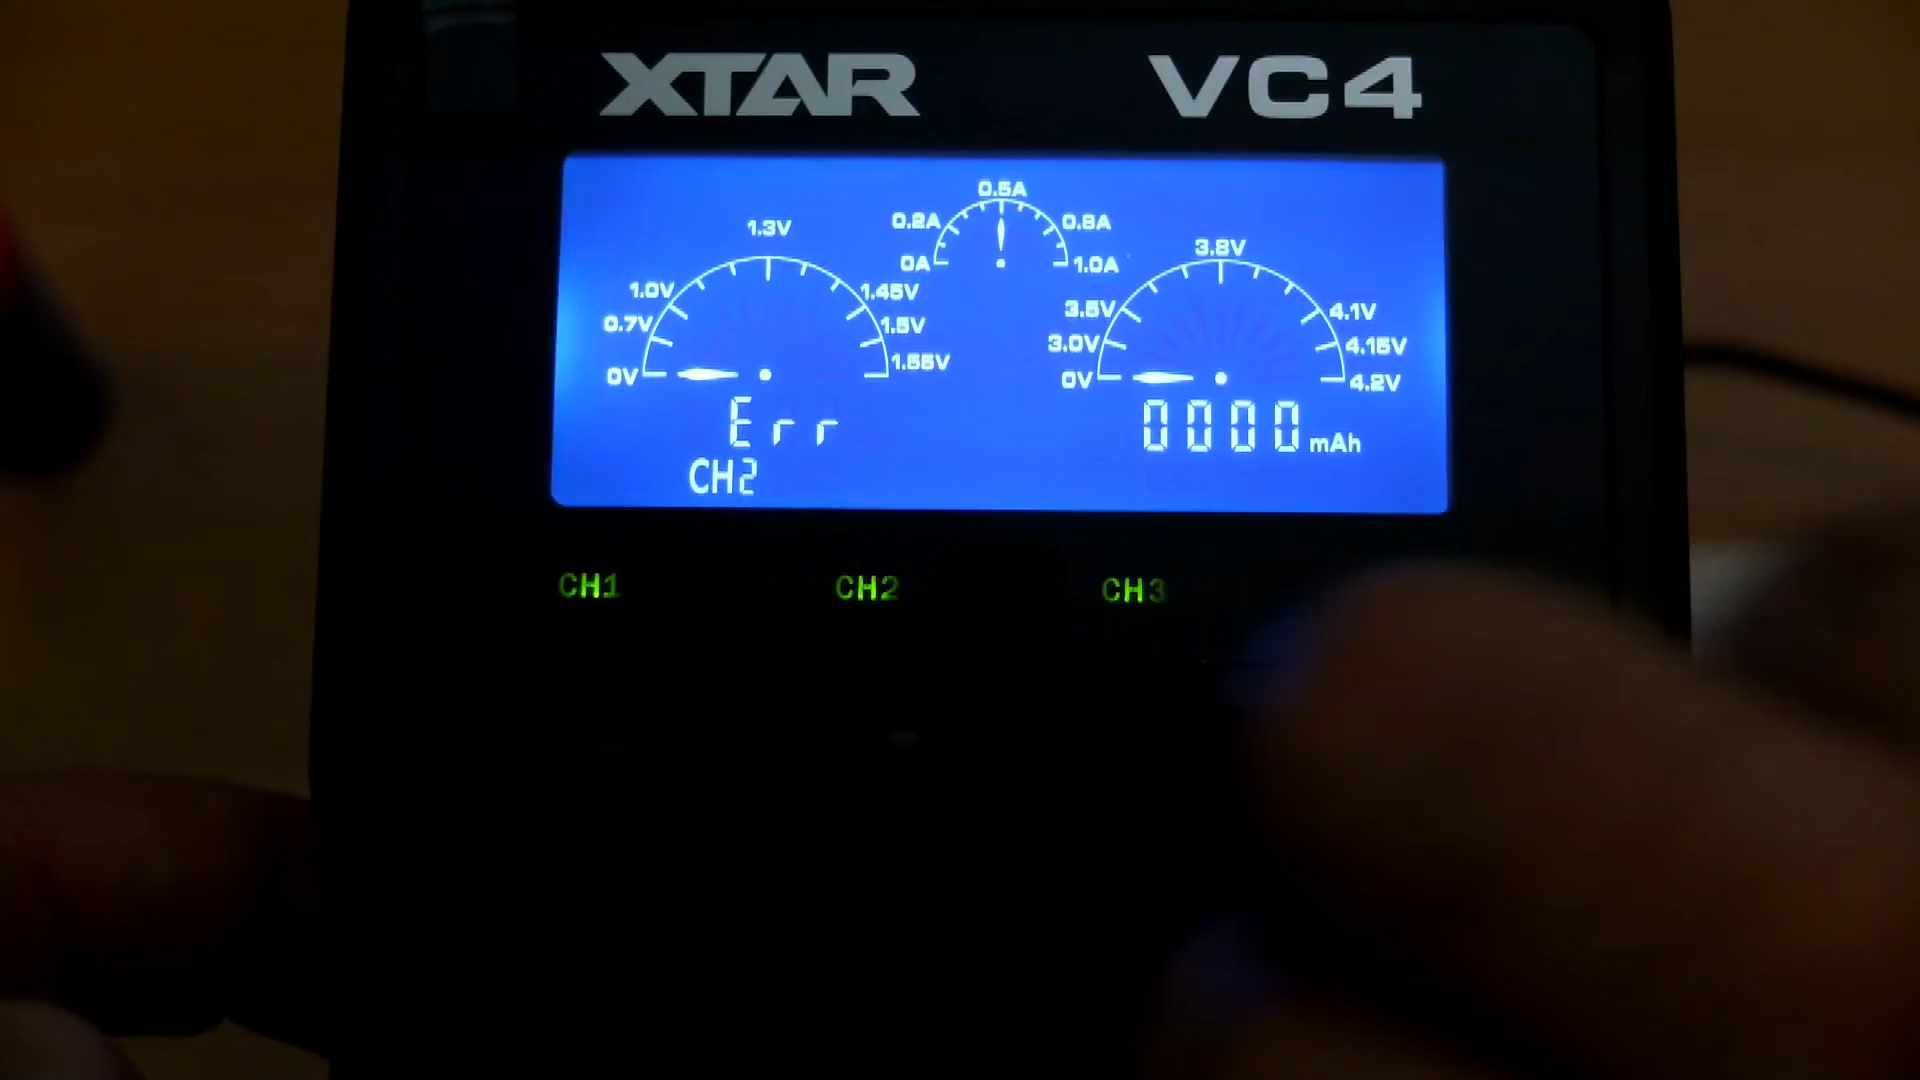 XTAR VC4
0.5A
0.2A 0.8A
0A 1.0A
1.3V
1.0V 1.45V
0.7V 1.5V
0V 1.55V
3.8V
3.5V 4.1V
3.0V 4.15V
0V 4.2V
Err
0000 mAh
CH2
CH1 CH2 CH3